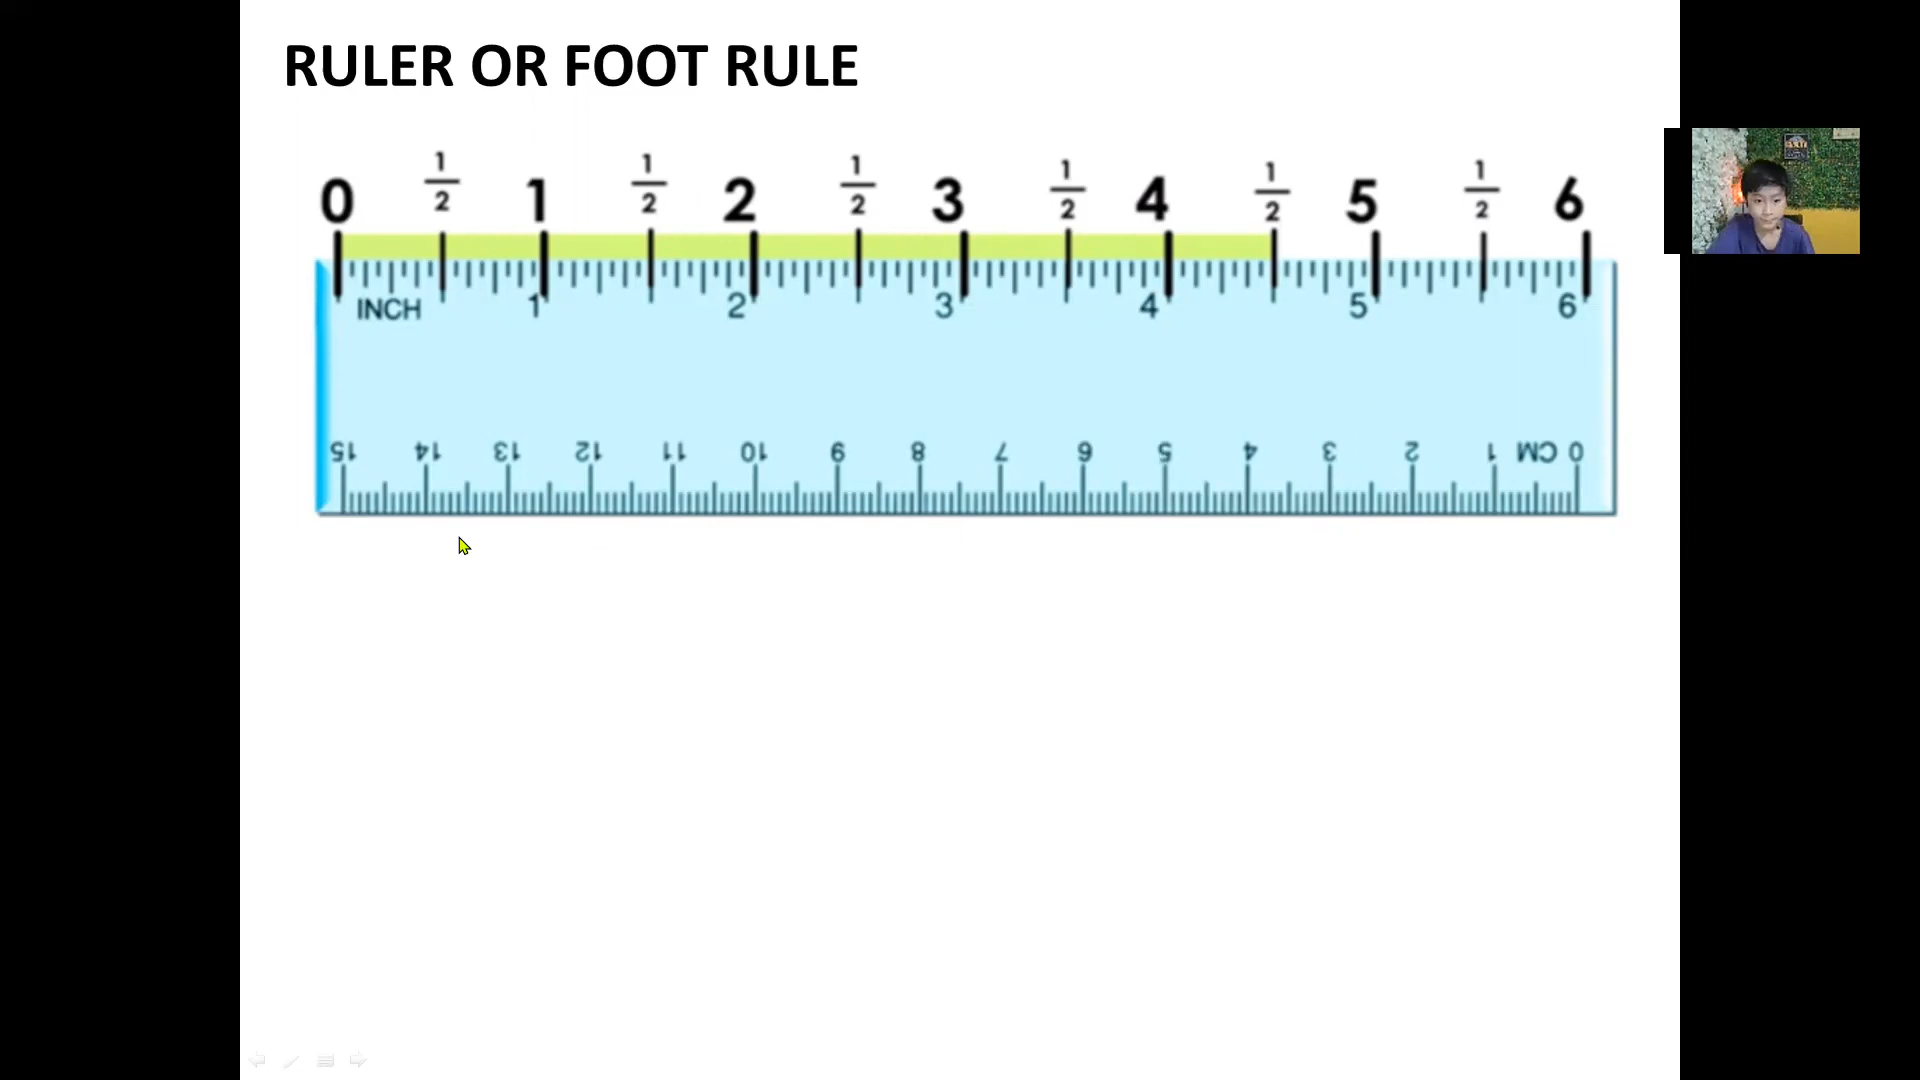 RULER OR FOOT RULE
0 1/2 1 1/2 2 1/2 3 1/2 4 1/2 5 1/2 6
INCH 1 2 3 4 5 6
15 14 13 12 11 10 9 8 7 6 5 4 3 2 1 CM 0